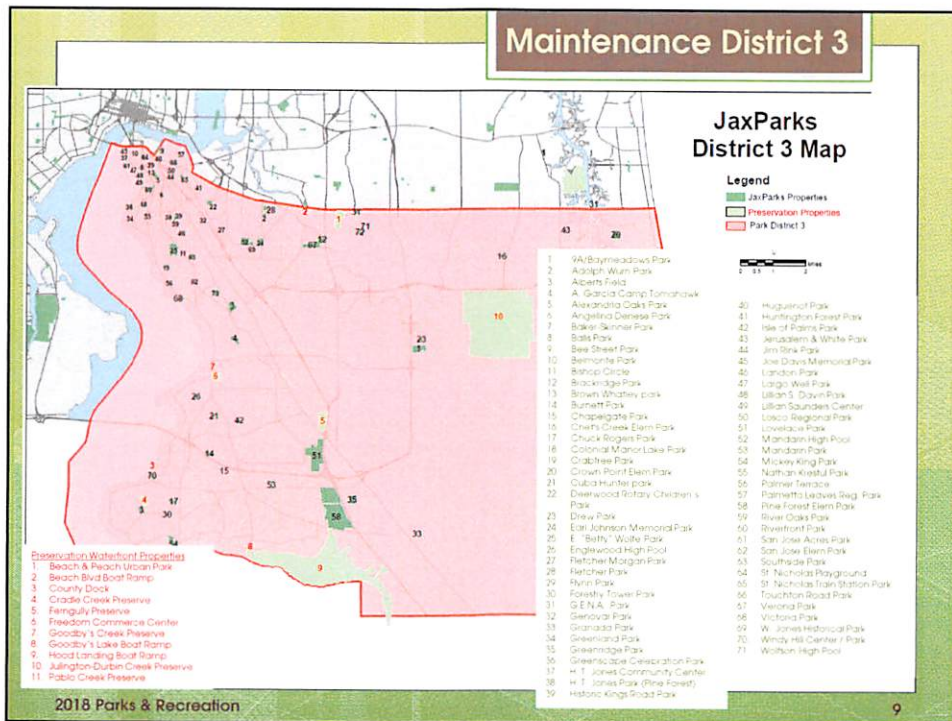 Maintenance District 3
JaxParks
District 3 Map
Legend
JaxParks Properties
Preservation Properties
Park District 3
1 9A/Baymeadows Park
2 Adolph Wurn Park
3 Alberts Field
4 A. Garcia Camp Tomahawk
5 Alexandria Oaks Park
6 Angelina Denese Park
7 Baker Skinner Park
8 Balis Park
9 Bee Street Park
10 Belmonte Park
11 Bishop Circle
12 Brackridge Park
13 Brown Whatley park
14 Burnett Park
15 Chapelgate Park
16 Chet's Creek Elem Park
17 Chuck Rogers Park
18 Colonial Manor Lake Park
19 Crabtree Park
20 Crown Point Elem Park
21 Cuba Hunter park
22 Deerwood Rotary Children's
Park
23 Drew Park
24 Earl Johnson Memorial Park
25 E. "Betty" Wolfe Park
26 Englewood High Pool
27 Fletcher Morgan Park
28 Fletcher Park
29 Flynn Park
30 Forestry Tower Park
31 G.E.N.A. Park
32 Genovar Park
33 Granada Park
34 Greenland Park
35 Greenridge Park
36 Greenscape Celebration Park
37 H.T. Jones Community Center
38 H.T. Jones Park (Pine Forest)
39 Historic Kings Road Park
40 Huguenot Park
41 Huntington Forest Park
42 Isle of Palms Park
43 Jerusalem & White Park
44 Jim Rink Park
45 Joe Davis Memorial Park
46 Landon Park
47 Largo Well Park
48 Lillian S. Davin Park
49 Lillian Saunders Center
50 Losco Regional Park
51 Lovelace Park
52 Mandarin High Pool
53 Mandarin Park
54 Mickey King Park
55 Nathan Krestul Park
56 Palmer Terrace
57 Palmetto Leaves Reg. Park
58 Pine Forest Elem Park
59 River Oaks Park
60 Riverfront Park
61 San Jose Acres Park
62 San Jose Elem Park
63 Southside Park
64 St. Nicholas Playground
65 St. Nicholas Train Station Park
66 Touchton Road Park
67 Verona Park
68 Victoria Park
69 W. Jones Historical Park
70 Windy Hill Center / Park
71 Wolfson High Pool
Preservation Waterfront Properties
1 Beach & Peach Urban Park
2 Beach Blvd Boat Ramp
3 County Dock
4 Cradle Creek Preserve
5 Ferngully Preserve
6 Freedom Commerce Center
7 Goodby's Creek Preserve
8 Goodby's Lake Boat Ramp
9. Hood Landing Boat Ramp
10 Julington-Durbin Creek Preserve
11 Pablo Creek Preserve
2018 Parks & Recreation
9